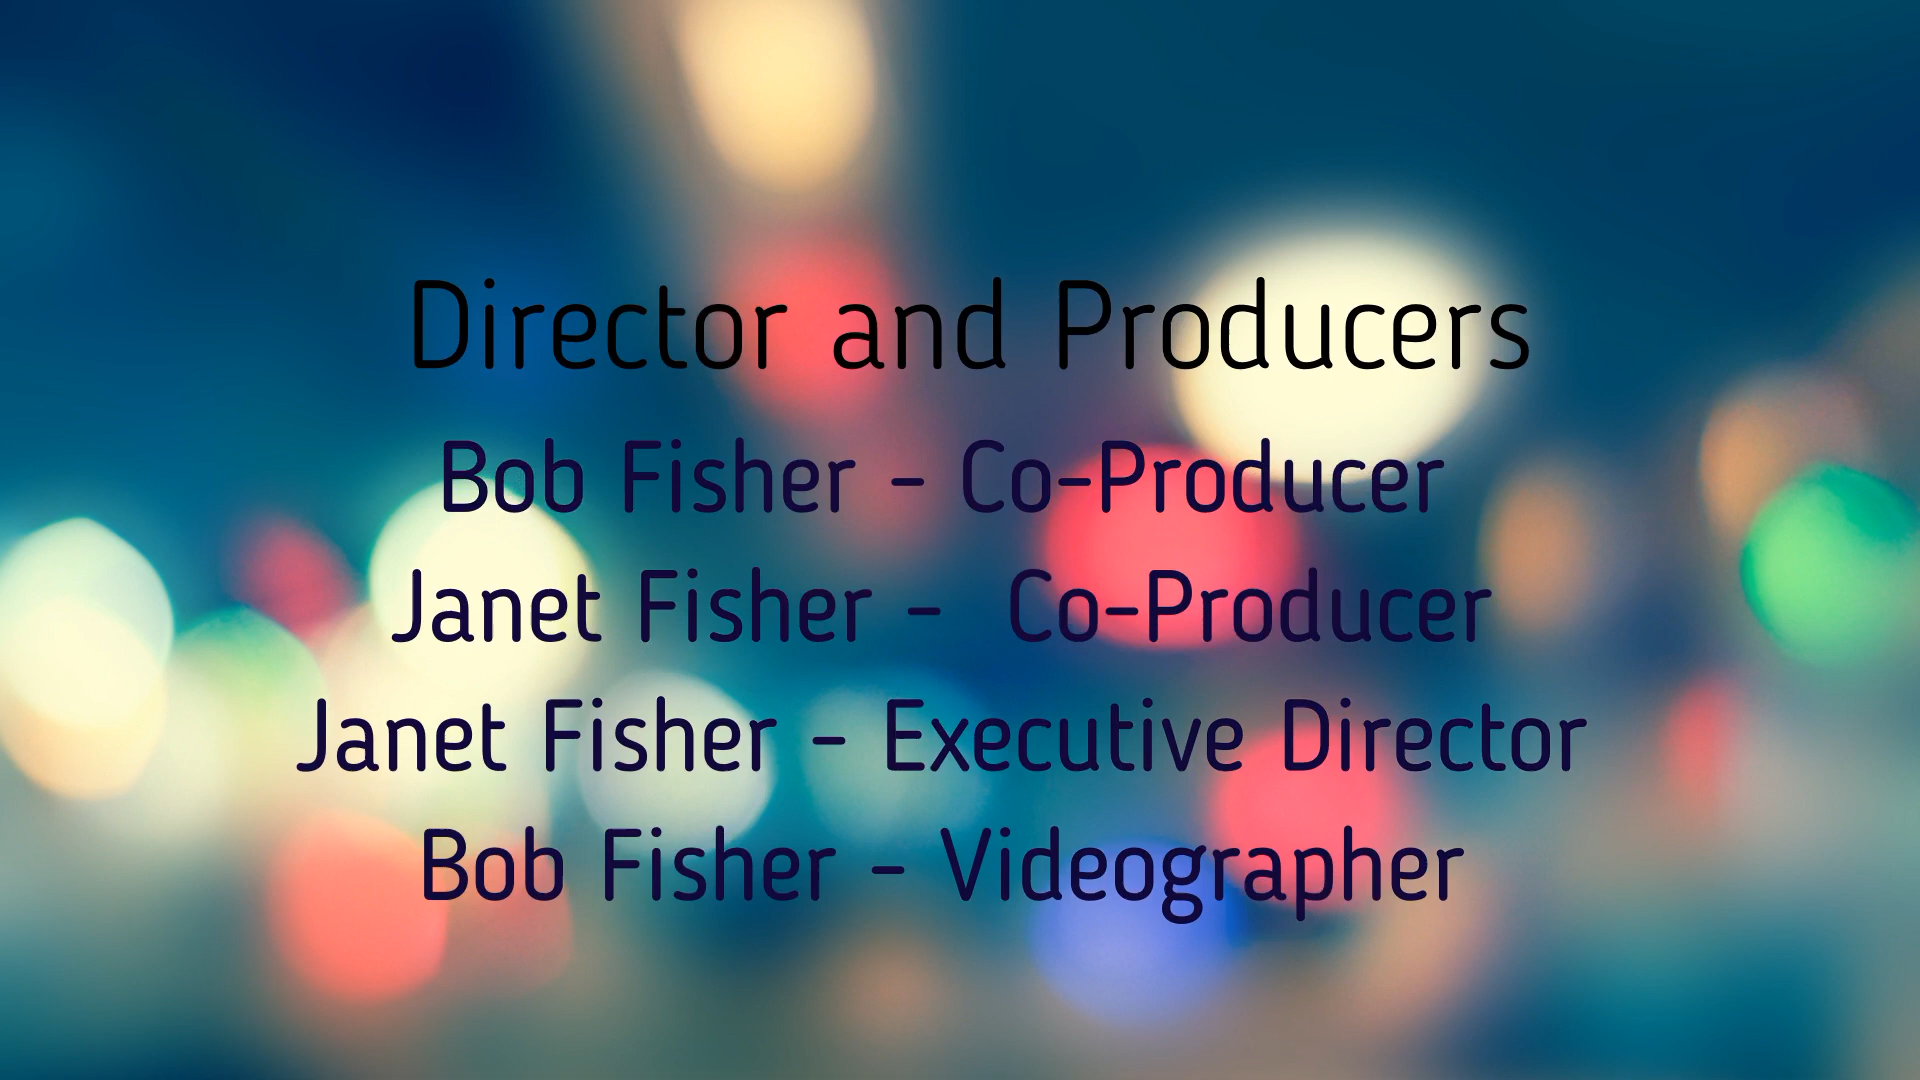 Director and Producers
Bob Fisher - Co-Producer
Janet Fisher - Co-Producer
Janet Fisher - Executive Director
Bob Fisher - Videographer